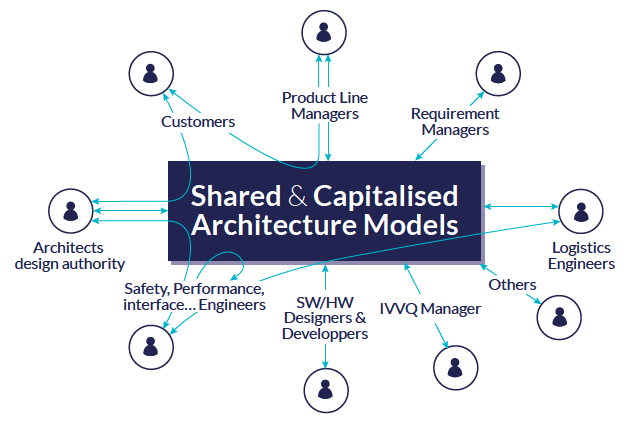 Product Line
Managers
Customers
Requirement
Managers
Shared & Capitalised
Architecture Models
Architects
design authority
Logistics
Engineers
Safety, Performance,
interface... Engineers
SW/HW
Designers &
Developpers
IVVQ Manager
Others